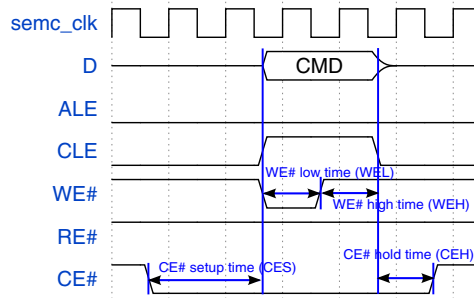 semc_clk
D
CMD
ALE
CLE
WE# low time (WEL)
WE#
WE# high time (WEH)
RE#
CE# hold time (CEH)
CE# setup time (CES)
CE#